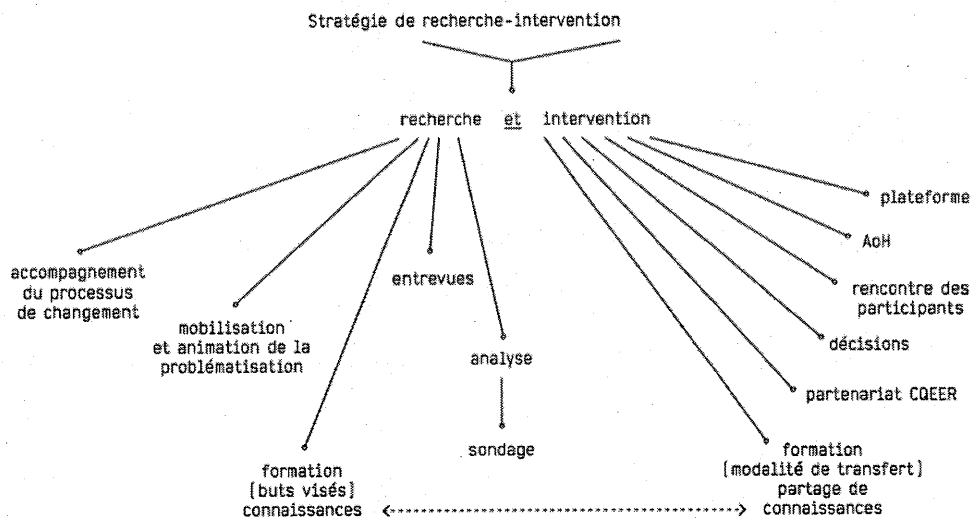 Stratégie de recherche-intervention
recherche et intervention
plateforme
AoH
rencontre des
participants
décisions
partenariat CQEER
formation
[modalité de transfert]
partage de
connaissances
accompagnement
du processus
de changement
mobilisation
et animation de la
problématisation
entrevues
analyse
sondage
formation
[buts visés]
connaissances